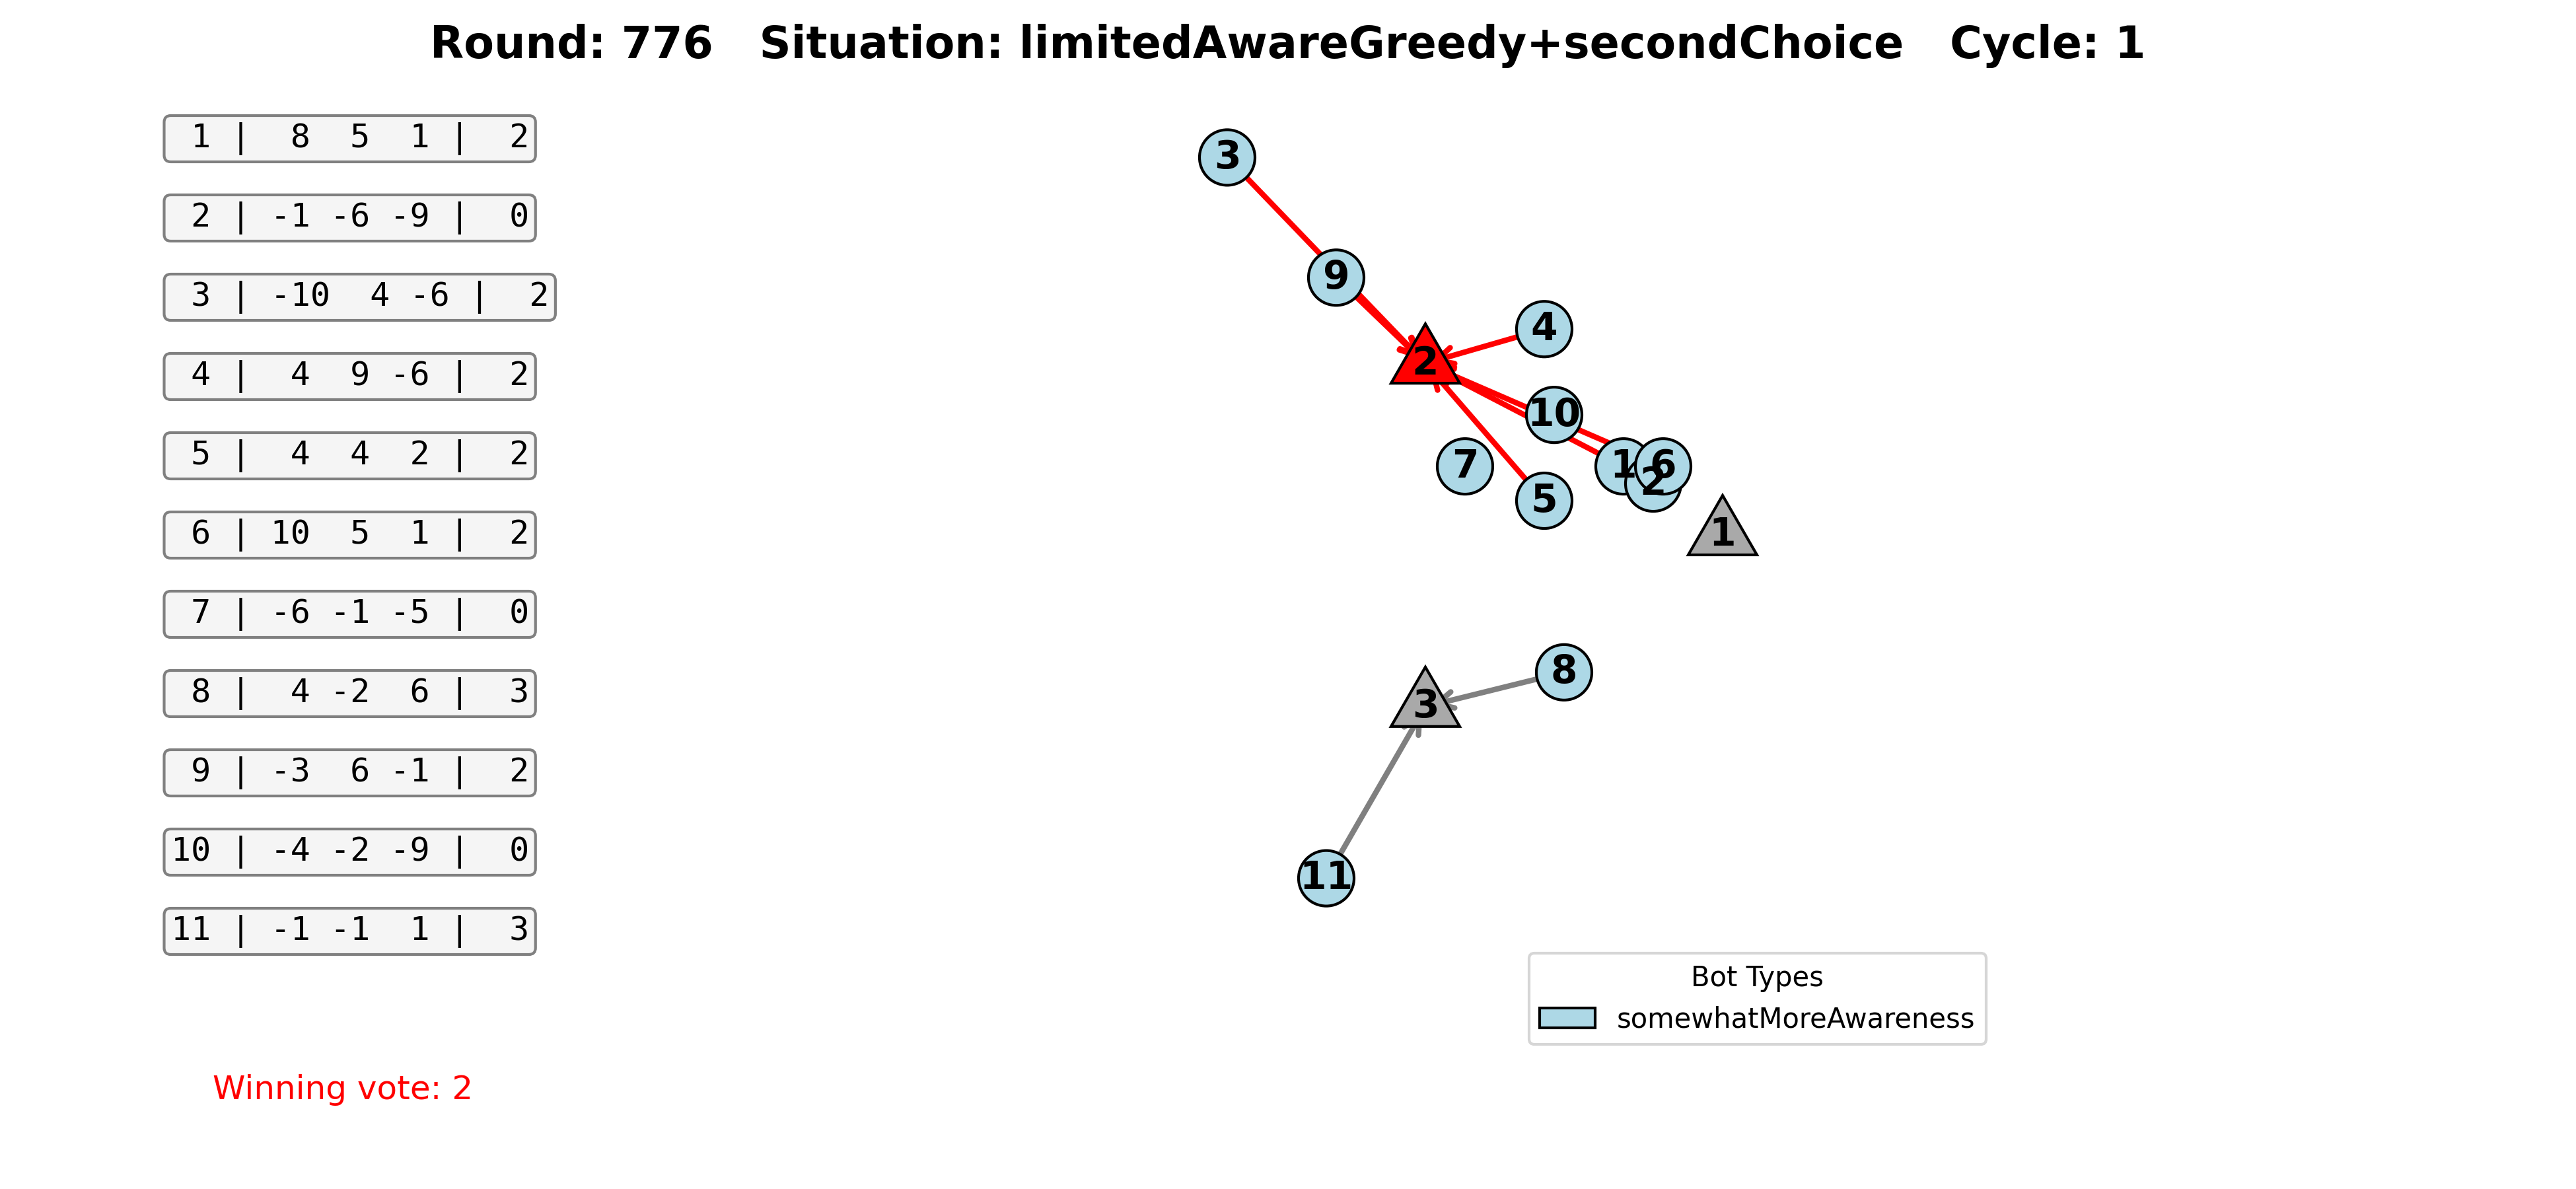 Round: 776   Situation: limitedAwareGreedy+secondChoice   Cycle: 1
1 |  8  5  1 |  2
2 | -1 -6 -9 |  0
3 | -10  4 -6 |  2
4 |  4  9 -6 |  2
5 |  4  4  2 |  2
6 | 10  5  1 |  2
7 | -6 -1 -5 |  0
8 |  4 -2  6 |  3
9 | -3  6 -1 |  2
10 | -4 -2 -9 |  0
11 | -1 -1  1 |  3
Winning vote: 2
3
9
4
2
10
7
1
6
2
5
1
8
3
11
Bot Types
somewhatMoreAwareness